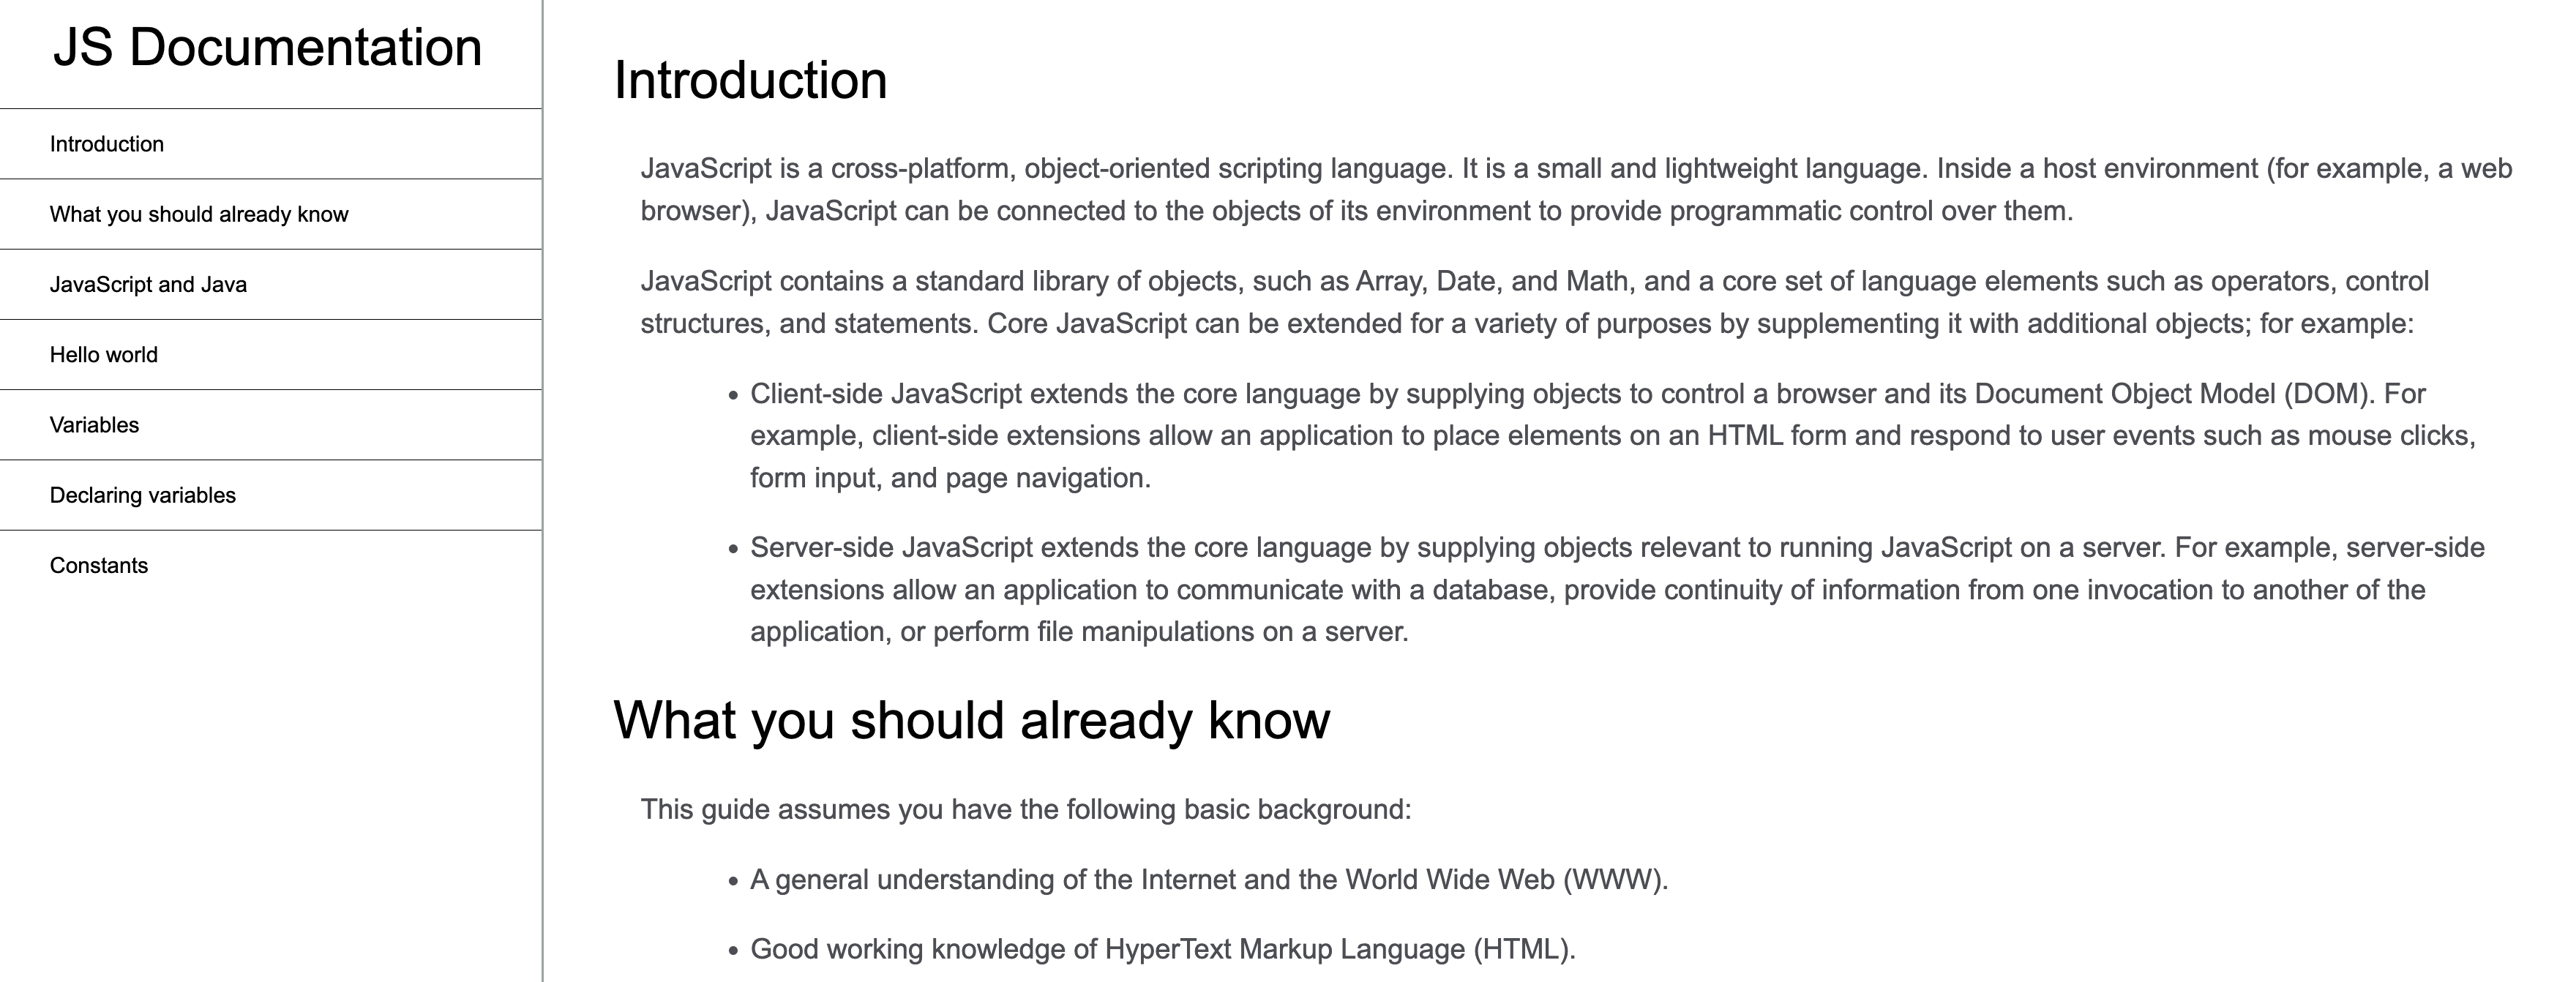 JS Documentation
Introduction
What you should already know
JavaScript and Java
Hello world
Variables
Declaring variables
Constants
Introduction
JavaScript is a cross-platform, object-oriented scripting language. It is a small and lightweight language. Inside a host environment (for example, a web
browser), JavaScript can be connected to the objects of its environment to provide programmatic control over them.
JavaScript contains a standard library of objects, such as Array, Date, and Math, and a core set of language elements such as operators, control
structures, and statements. Core JavaScript can be extended for a variety of purposes by supplementing it with additional objects; for example:
• Client-side JavaScript extends the core language by supplying objects to control a browser and its Document Object Model (DOM). For
example, client-side extensions allow an application to place elements on an HTML form and respond to user events such as mouse clicks,
form input, and page navigation.
• Server-side JavaScript extends the core language by supplying objects relevant to running JavaScript on a server. For example, server-side
extensions allow an application to communicate with a database, provide continuity of information from one invocation to another of the
application, or perform file manipulations on a server.
What you should already know
This guide assumes you have the following basic background:
• A general understanding of the Internet and the World Wide Web (WWW).
• Good working knowledge of HyperText Markup Language (HTML).